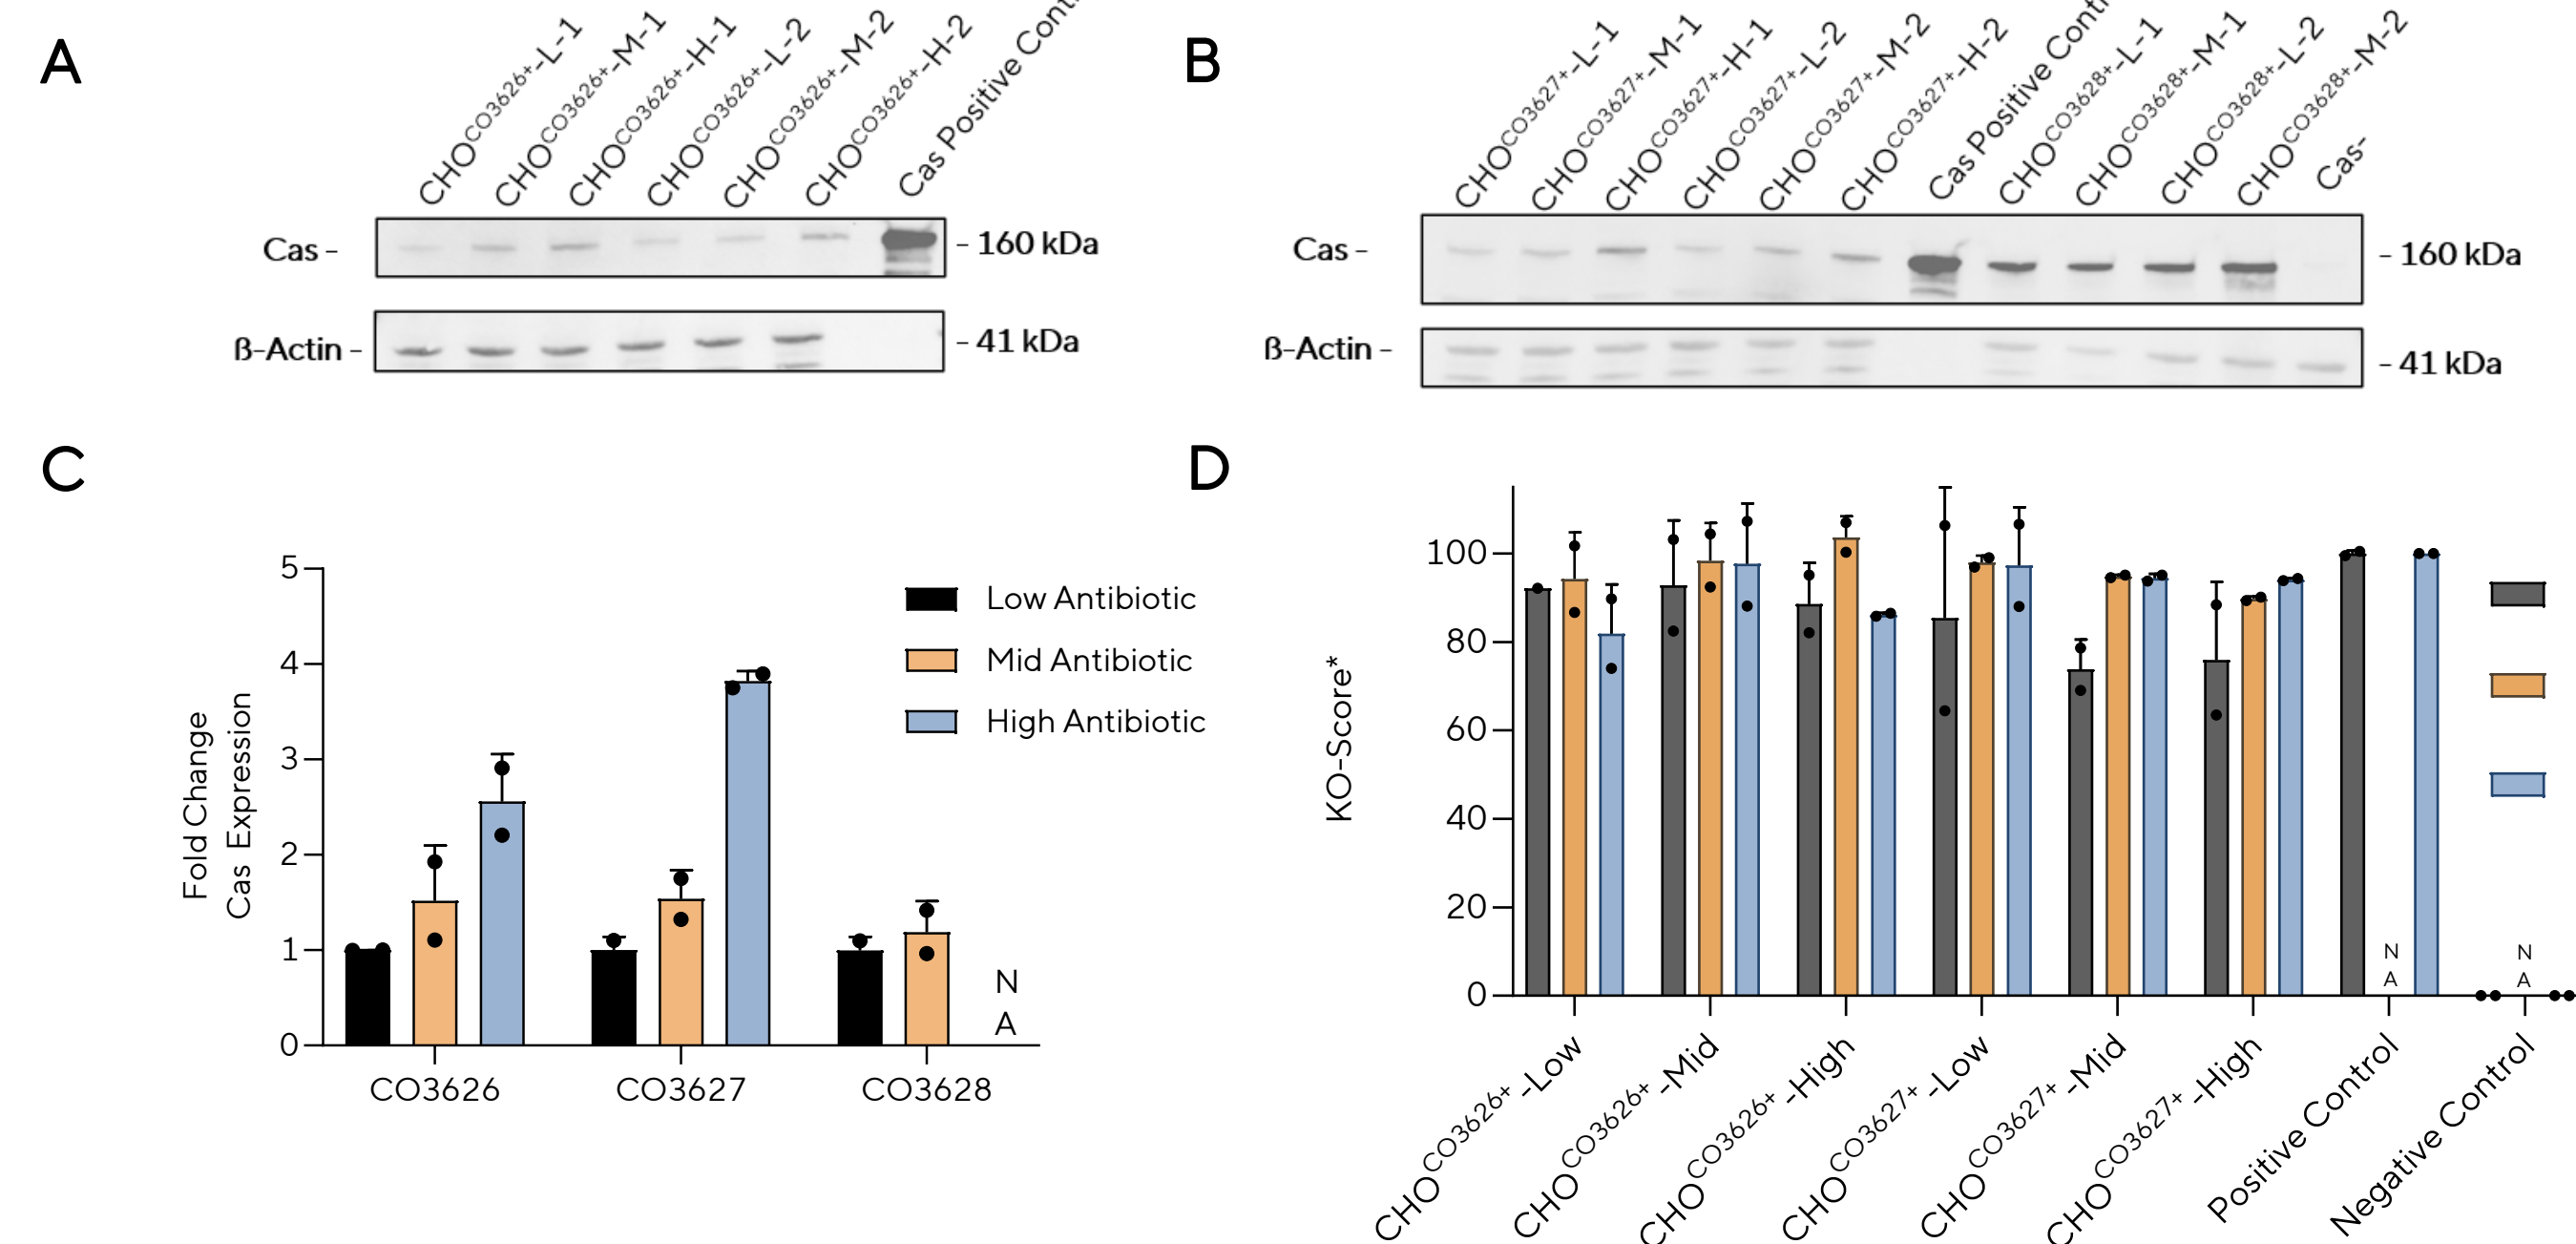 A
CHOCO3626+-L-1
CHOCO3626+-M-1
CHOCO3626+-H-1
CHOCO3626+-L-2
CHOCO3626+-M-2
CHOCO3626+-H-2
Cas Positive
Cas -
- 160 kDa
ß-Actin -
- 41 kDa
B
CHOCO3627+-L-1
CHOCO3627+-M-1
CHOCO3627+-H-1
CHOCO3627+-L-2
CHOCO3627+-M-2
CHOCO3627+-H-2
Cas Positive
CHOCO3628+-L-1
CHOCO3628+-M-1
CHOCO3628+-L-2
CHOCO3628+-M-2
Cas-
Cas -
- 160 kDa
ß-Actin -
- 41 kDa
C
Fold Change
Cas Expression
5
4
3
2
1
0
Low Antibiotic
Mid Antibiotic
High Antibiotic
N
A
CO3626
CO3627
CO3628
D
KO-Score*
100
80
60
40
20
0
N
A
N
A
CHOCO3626+ -Low
CHOCO3626+ -Mid
CHOCO3626+ -High
CHOCO3627+ -Low
CHOCO3627+ -Mid
CHOCO3627+ -High
Positive Control
Negative Control